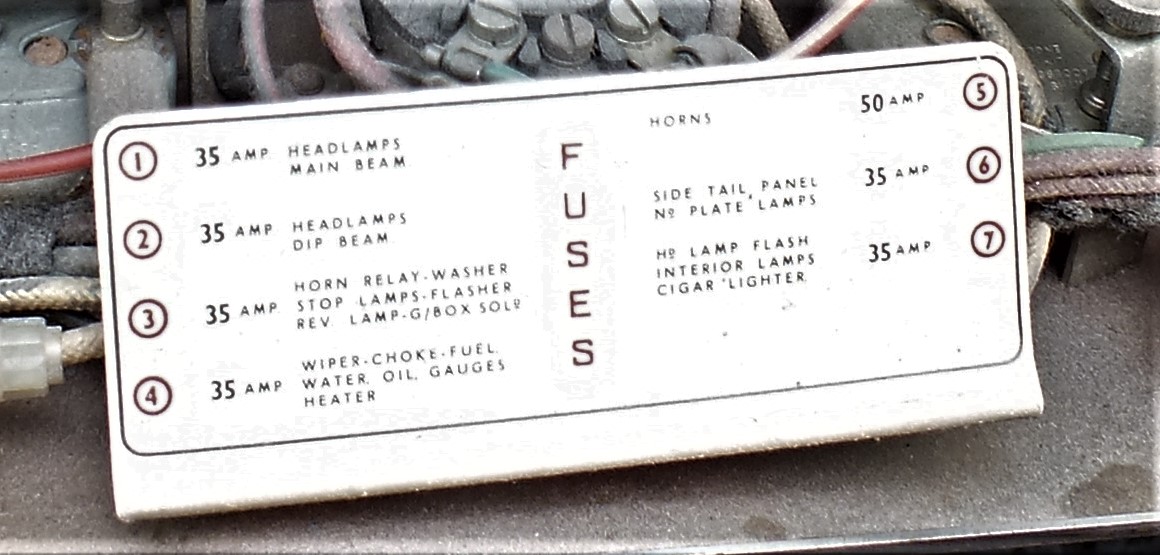 1 35 AMP HEADLAMPS
MAIN BEAM
2 35 AMP HEADLAMPS
DIP BEAM
3 35 AMP HORN RELAY-WASHER
STOP LAMPS-FLASHER
REV. LAMP-G/BOX SOLD
4 35 AMP WIPER-CHOKE-FUEL.
WATER, OIL, GAUGES
HEATER
FUSES
HORNS 50 AMP 5
SIDE TAIL, PANEL 35 AMP 6
Nº PLATE LAMPS
HD LAMP FLASH 35 AMP 7
INTERIOR LAMPS
CIGAR LIGHTER